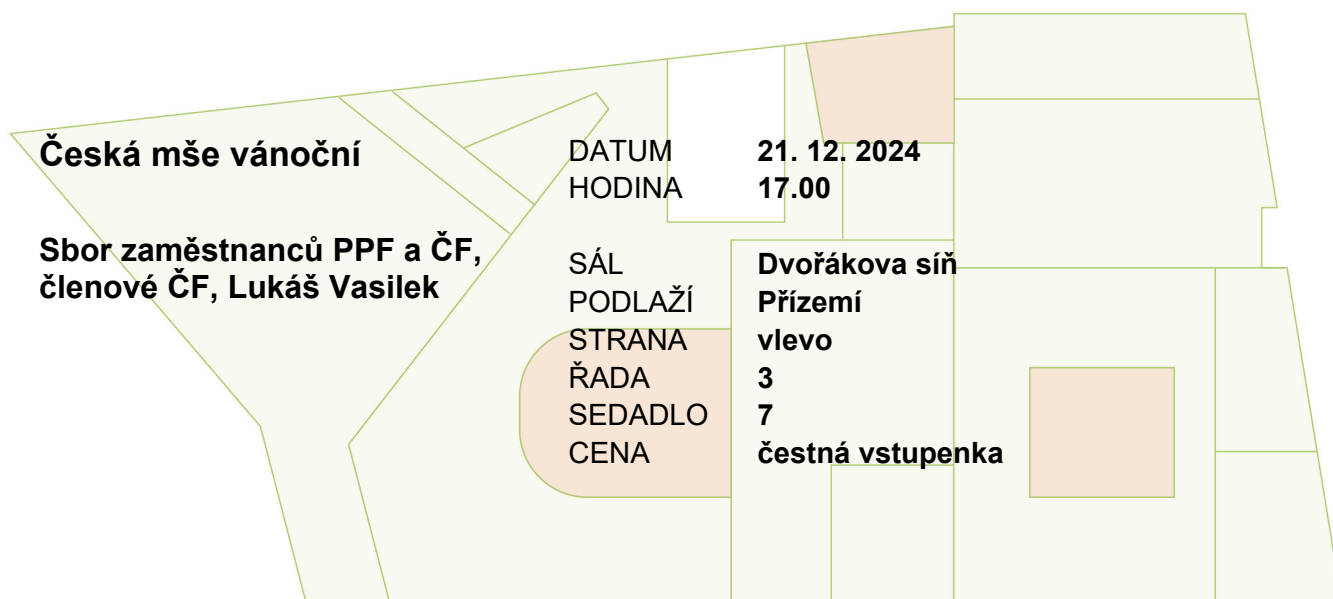 Česká mše vánoční
Sbor zaměstnanců PPF a ČF,
členové ČF, Lukáš Vasilek
DATUM 21. 12. 2024
HODINA 17.00
SÁL Dvořákova síň
PODLAŽÍ Přízemí
STRANA vlevo
ŘADA 3
SEDADLO 7
CENA čestná vstupenka